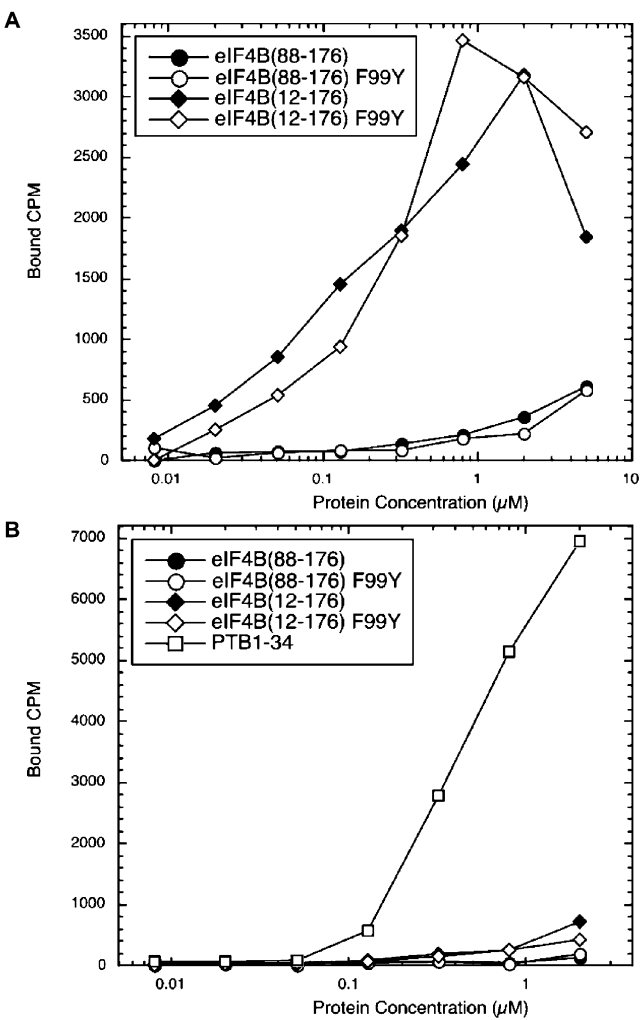 A
3500
3000
2500
2000
1500
1000
500
0
Bound CPM
eIF4B(88-176)
eIF4B(88-176) F99Y
eIF4B(12-176)
eIF4B(12-176) F99Y
0.01 0.1 1 10
Protein Concentration (µM)
B
7000
6000
5000
4000
3000
2000
1000
0
Bound CPM
eIF4B(88-176)
eIF4B(88-176) F99Y
eIF4B(12-176)
eIF4B(12-176) F99Y
PTB1-34
0.01 0.1 1
Protein Concentration (µM)